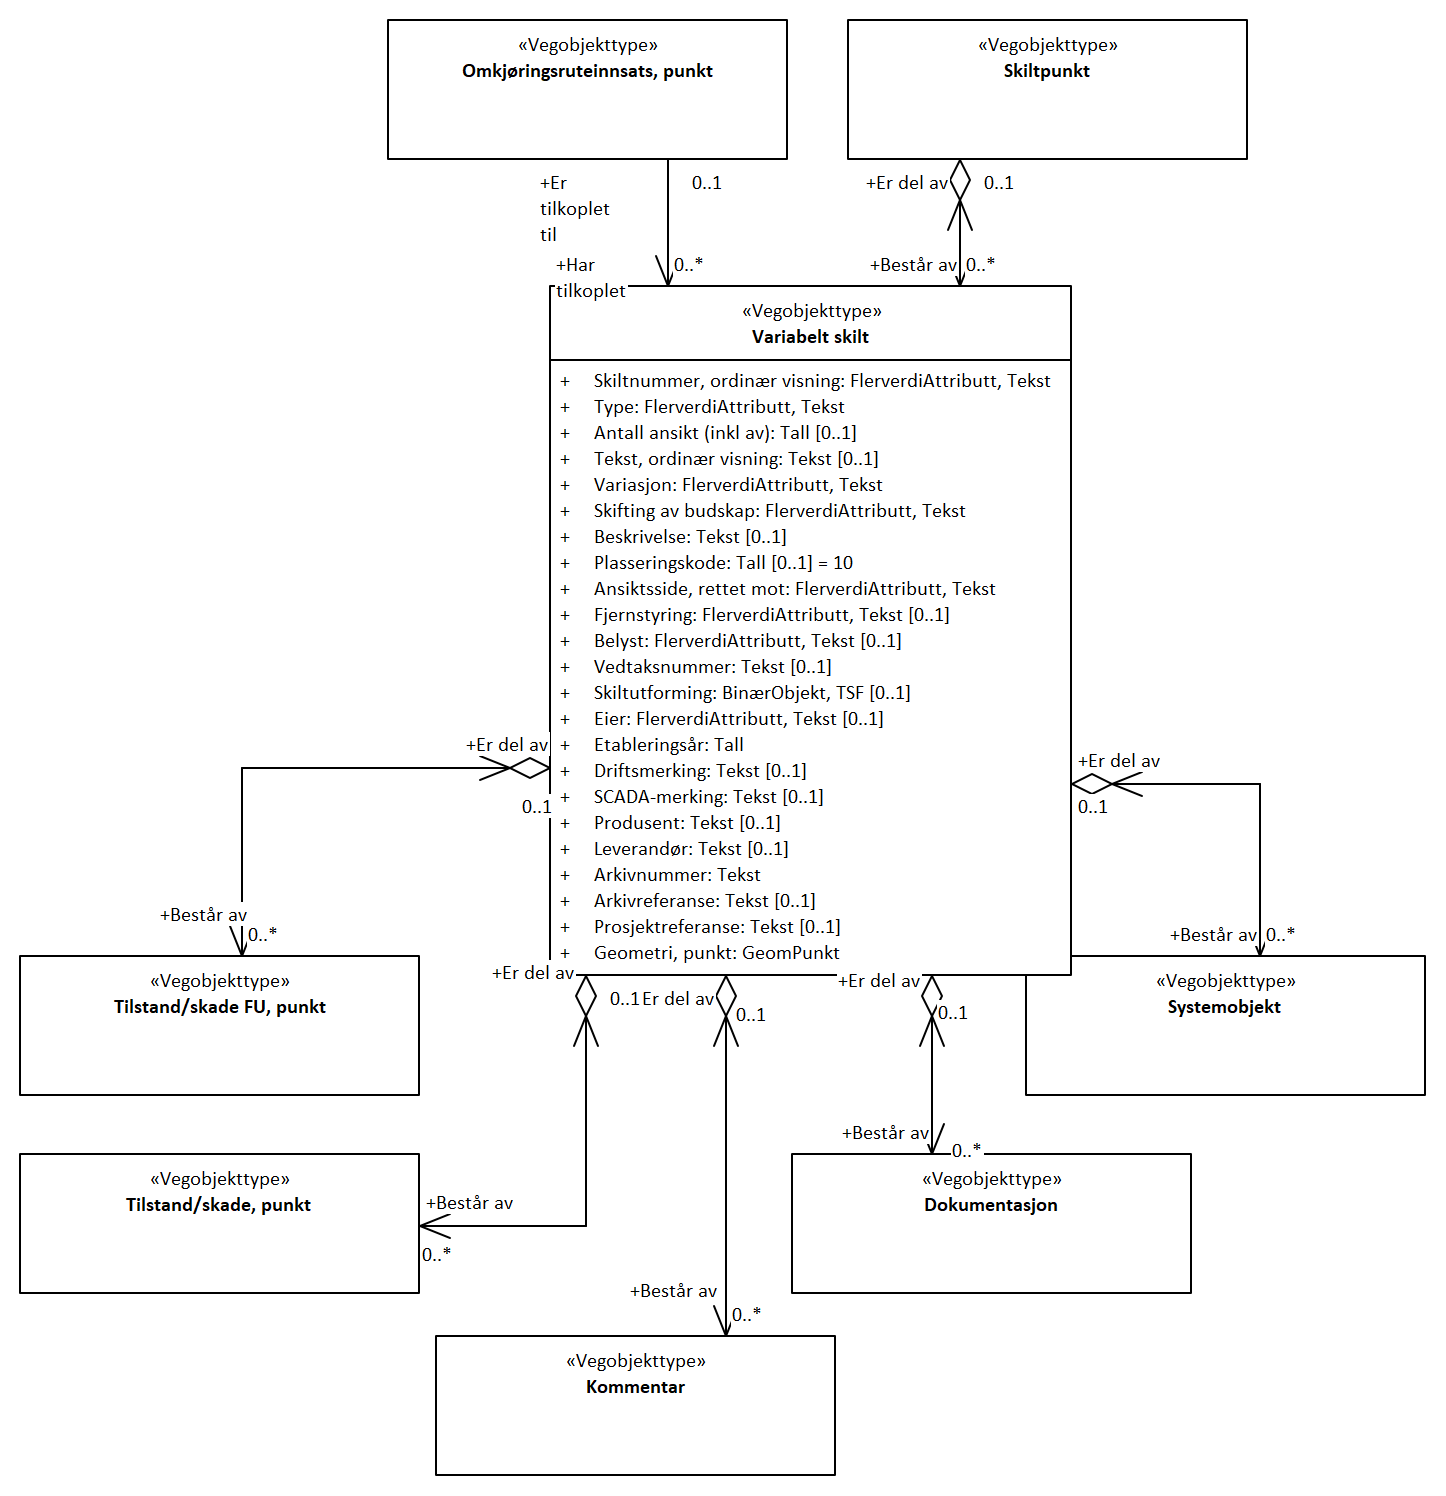 «Vegobjekttype»
Omkjøringsruteinnsats, punkt
«Vegobjekttype»
Skiltpunkt
+Er
tilkoplet
til
0..1
+Er del av
0..1
+Har
tilkoplet
0..*
+Består av
0..*
«Vegobjekttype»
Variabelt skilt
+ Skiltnummer, ordinær visning: FlerverdiAttributt, Tekst
+ Type: FlerverdiAttributt, Tekst
+ Antall ansikt (inkl av): Tall [0..1]
+ Tekst, ordinær visning: Tekst [0..1]
+ Variasjon: FlerverdiAttributt, Tekst
+ Skifting av budskap: FlerverdiAttributt, Tekst
+ Beskrivelse: Tekst [0..1]
+ Plasseringskode: Tall [0..1] = 10
+ Ansiktsside, rettet mot: FlerverdiAttributt, Tekst
+ Fjernstyring: FlerverdiAttributt, Tekst [0..1]
+ Belyst: FlerverdiAttributt, Tekst [0..1]
+ Vedtaksnummer: Tekst [0..1]
+ Skiltutforming: BinærObjekt, TSF [0..1]
+ Eier: FlerverdiAttributt, Tekst [0..1]
+ Etableringsår: Tall
+ Driftsmerking: Tekst [0..1]
+ SCADA-merking: Tekst [0..1]
+ Produsent: Tekst [0..1]
+ Leverandør: Tekst [0..1]
+ Arkivnummer: Tekst
+ Arkivreferanse: Tekst [0..1]
+ Prosjektreferanse: Tekst [0..1]
+ Geometri, punkt: GeomPunkt
+Er del av
0..1
+Består av
0..*
+Er del av
0..1
+Består av
0..*
«Vegobjekttype»
Tilstand/skade FU, punkt
+Er del av
0..1
Er del av
0..1
+Er del av
0..1
«Vegobjekttype»
Systemobjekt
«Vegobjekttype»
Tilstand/skade, punkt
+Består av
0..*
+Består av
0..*
«Vegobjekttype»
Dokumentasjon
+Består av
0..*
«Vegobjekttype»
Kommentar